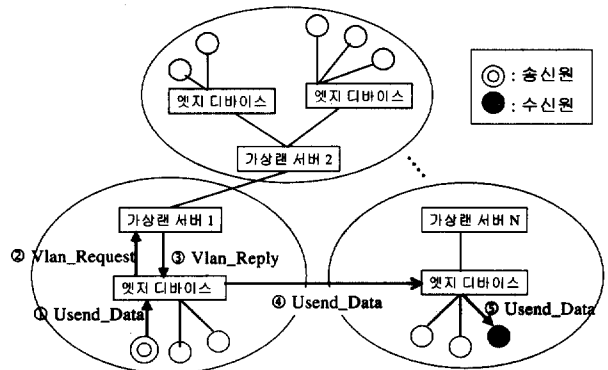 ◎ : 송신원
● : 수신원
엣지 디바이스
엣지 디바이스
가상랜 서버 2
가상랜 서버 1
가상랜 서버 N
② Vlan_Request
③ Vlan_Reply
엣지 디바이스
엣지 디바이스
① Usend_Data
④ Usend_Data
⑤ Usend_Data